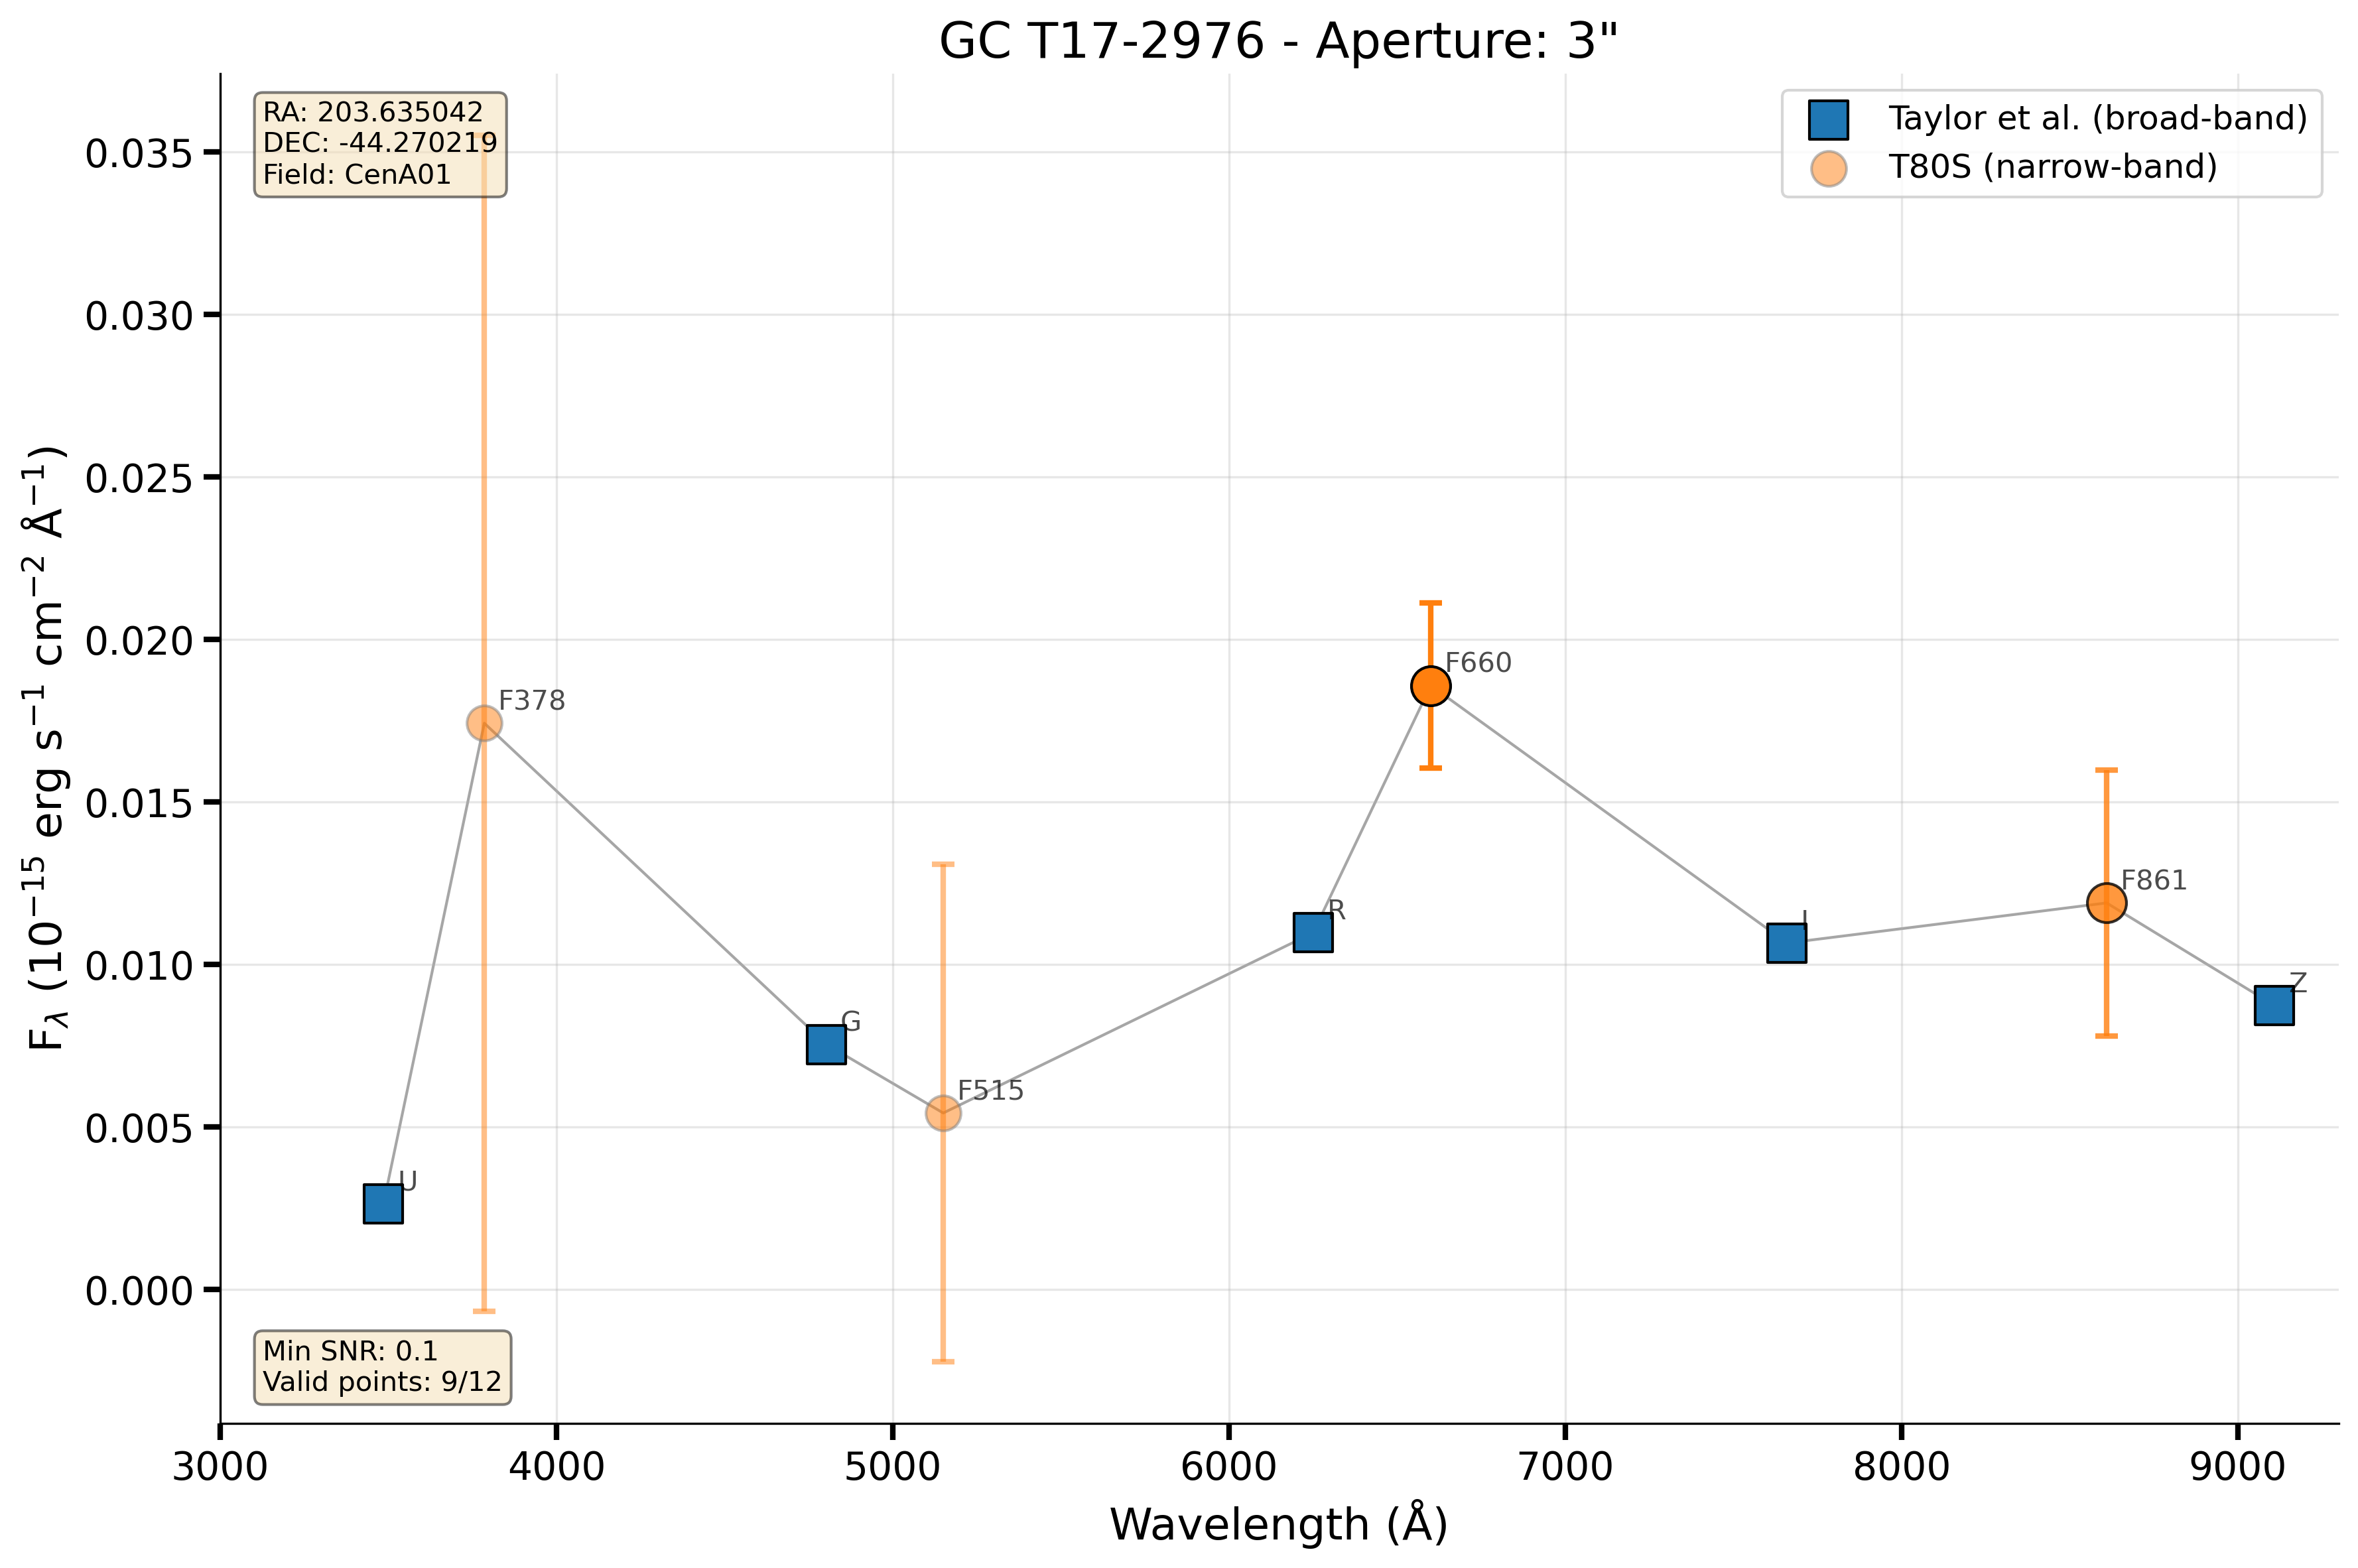 GC T17-2976 - Aperture: 3"
RA: 203.635042
DEC: -44.270219
Field: CenA01
Taylor et al. (broad-band)
T80S (narrow-band)
F_λ (10⁻¹⁵ erg s⁻¹ cm⁻² Å⁻¹)
0.035
0.030
0.025
0.020
0.015
0.010
0.005
0.000
U
F378
G
F515
R
F660
I
F861
Z
Min SNR: 0.1
Valid points: 9/12
3000 4000 5000 6000 7000 8000 9000
Wavelength (Å)